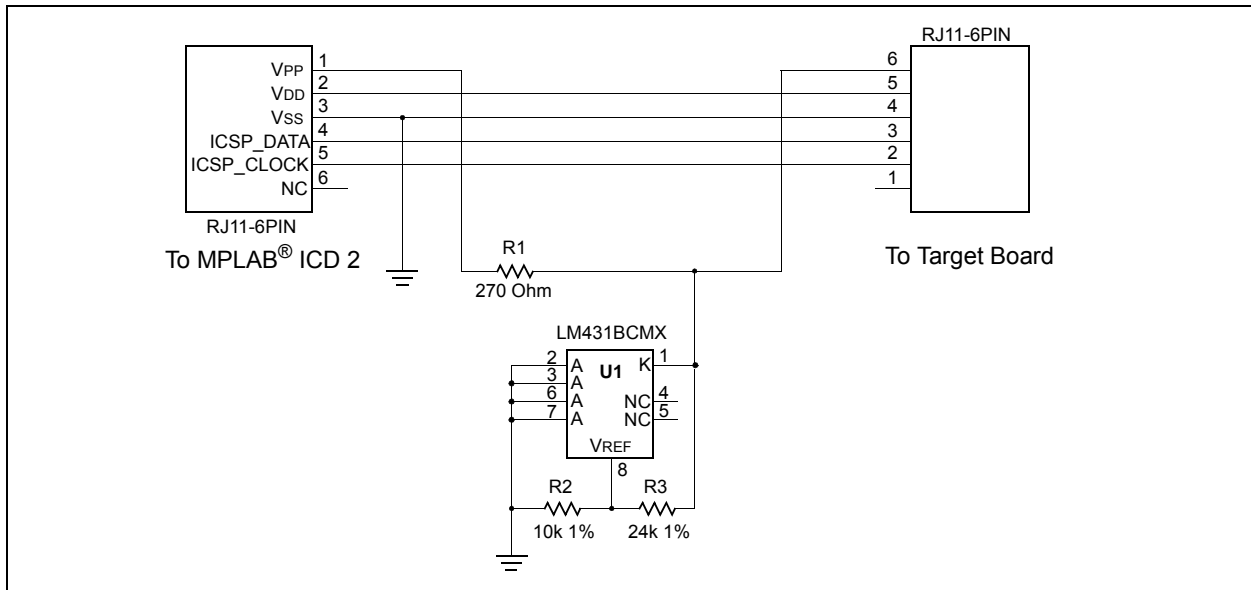 RJ11-6PIN
VPP 1
VDD 2
VSS 3
ICSP_DATA 4
ICSP_CLOCK 5
NC 6
RJ11-6PIN
To MPLAB® ICD 2
6
5
4
3
2
1
To Target Board
R1
270 Ohm
LM431BCMX
2 A U1 K 1
3 A
6 A NC 4
7 A NC 5
VREF
8
R2 R3
10k 1% 24k 1%